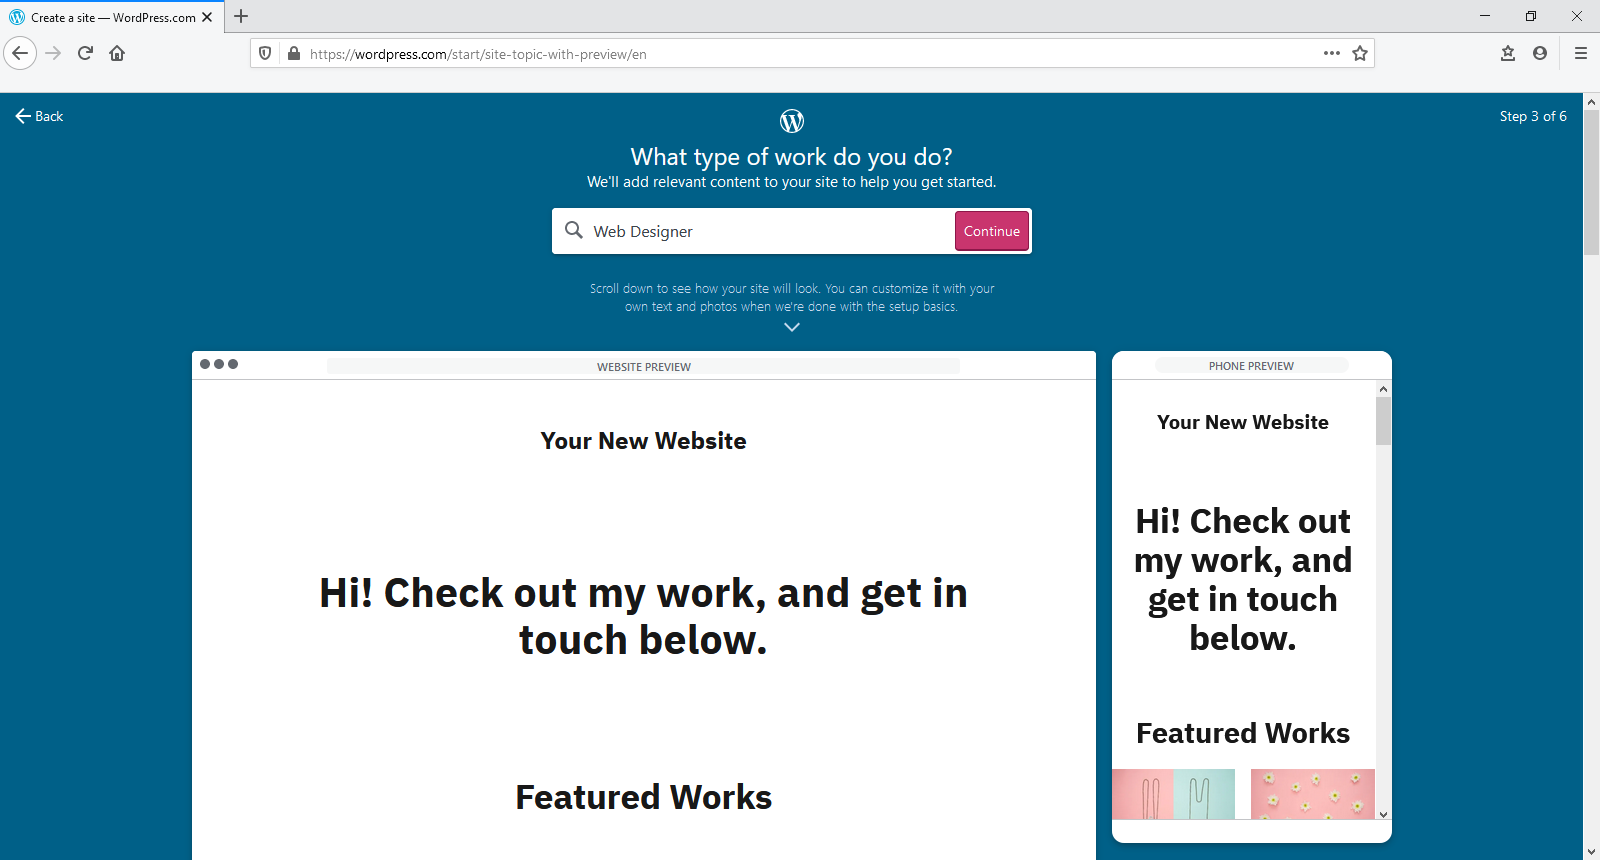 Create a site — WordPress.com
https://wordpress.com/start/site-topic-with-preview/en
Back
Step 3 of 6
What type of work do you do?
We'll add relevant content to your site to help you get started.
Web Designer
Continue
Scroll down to see how your site will look. You can customize it with your
own text and photos when we're done with the setup basics.
WEBSITE PREVIEW
Your New Website
Hi! Check out my work, and get in
touch below.
Featured Works
PHONE PREVIEW
Your New Website
Hi! Check out
my work, and
get in touch
below.
Featured Works